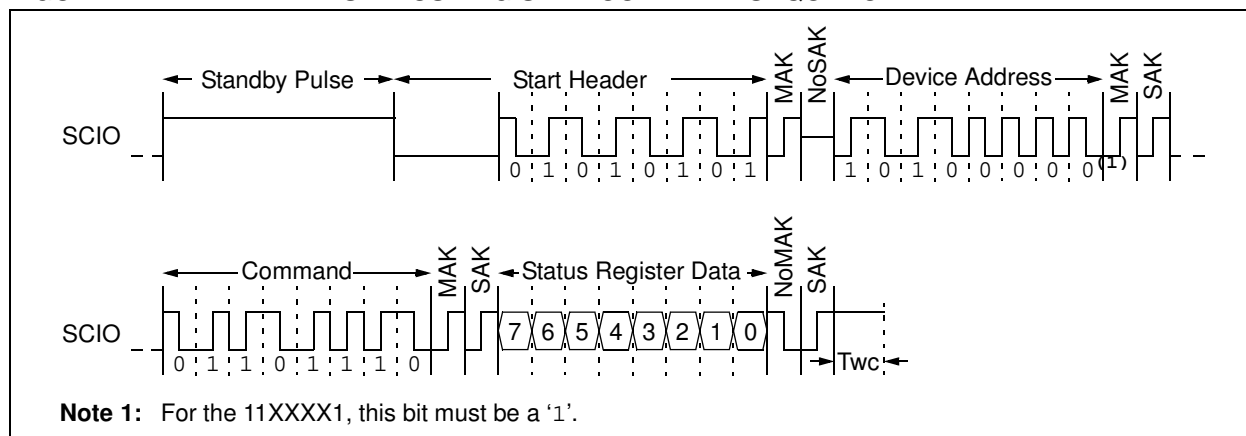 Standby Pulse Start Header MAK NoSAK Device Address MAK SAK
SCIO
0 1 0 1 0 1 0 1 1 0 1 0 0 0 0 0(1)
Command MAK SAK Status Register Data NoMAK SAK
SCIO
7 6 5 4 3 2 1 0
0 1 1 0 1 1 1 0
Twc
Note 1: For the 11XXXX1, this bit must be a ‘1’.